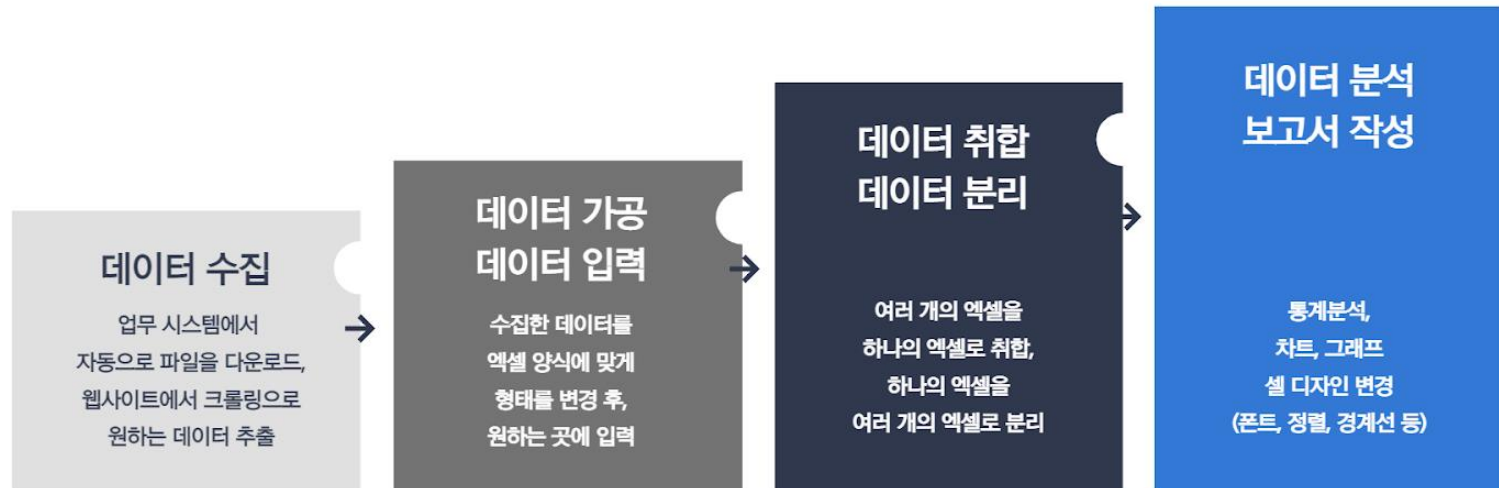 데이터 수집
업무 시스템에서
자동으로 파일을 다운로드,
웹사이트에서 크롤링으로
원하는 데이터 추출
데이터 가공
데이터 입력
수집한 데이터를
엑셀 양식에 맞게
형태를 변경 후,
원하는 곳에 입력
데이터 취합
데이터 분리
여러 개의 엑셀을
하나의 엑셀로 취합,
하나의 엑셀을
여러 개의 엑셀로 분리
데이터 분석
보고서 작성
통계분석,
차트, 그래프
셀 디자인 변경
(폰트, 정렬, 경계선 등)